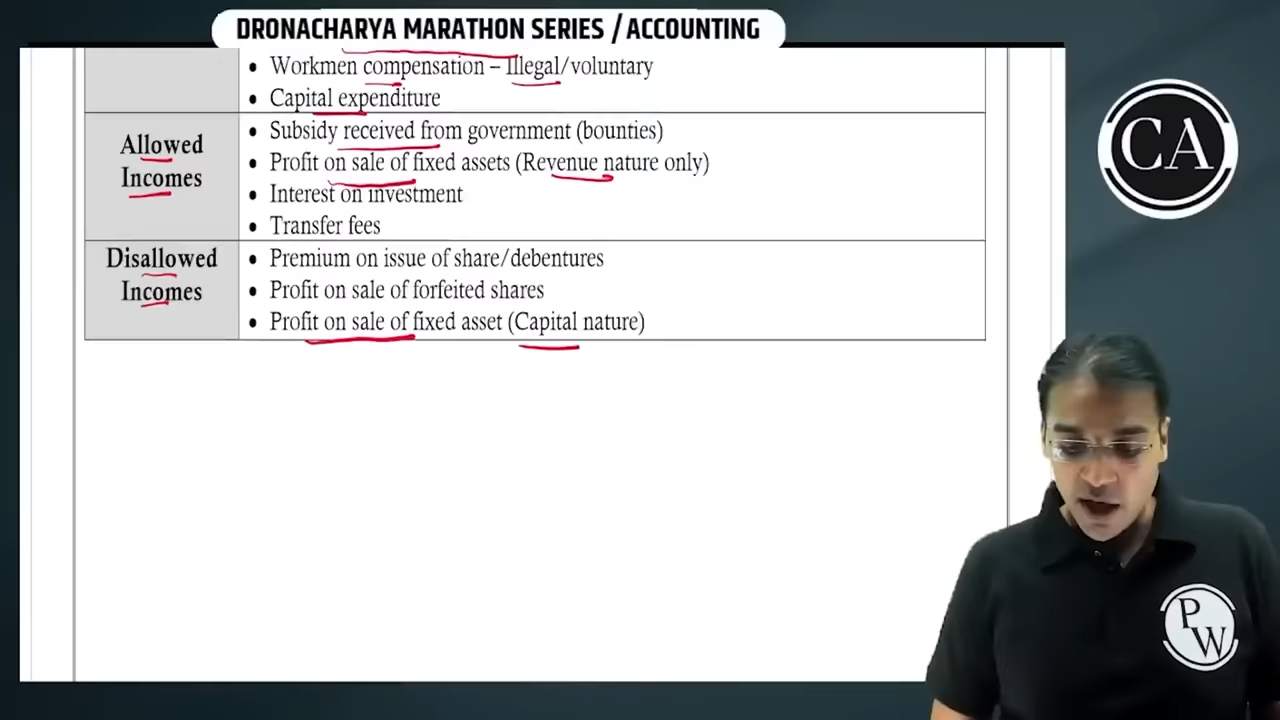 DRONACHARYA MARATHON SERIES / ACCOUNTING
• Workmen compensation – Illegal/voluntary
• Capital expenditure
Allowed Incomes
• Subsidy received from government (bounties)
• Profit on sale of fixed assets (Revenue nature only)
• Interest on investment
• Transfer fees
Disallowed Incomes
• Premium on issue of share/debentures
• Profit on sale of forfeited shares
• Profit on sale of fixed asset (Capital nature)
CA
PW